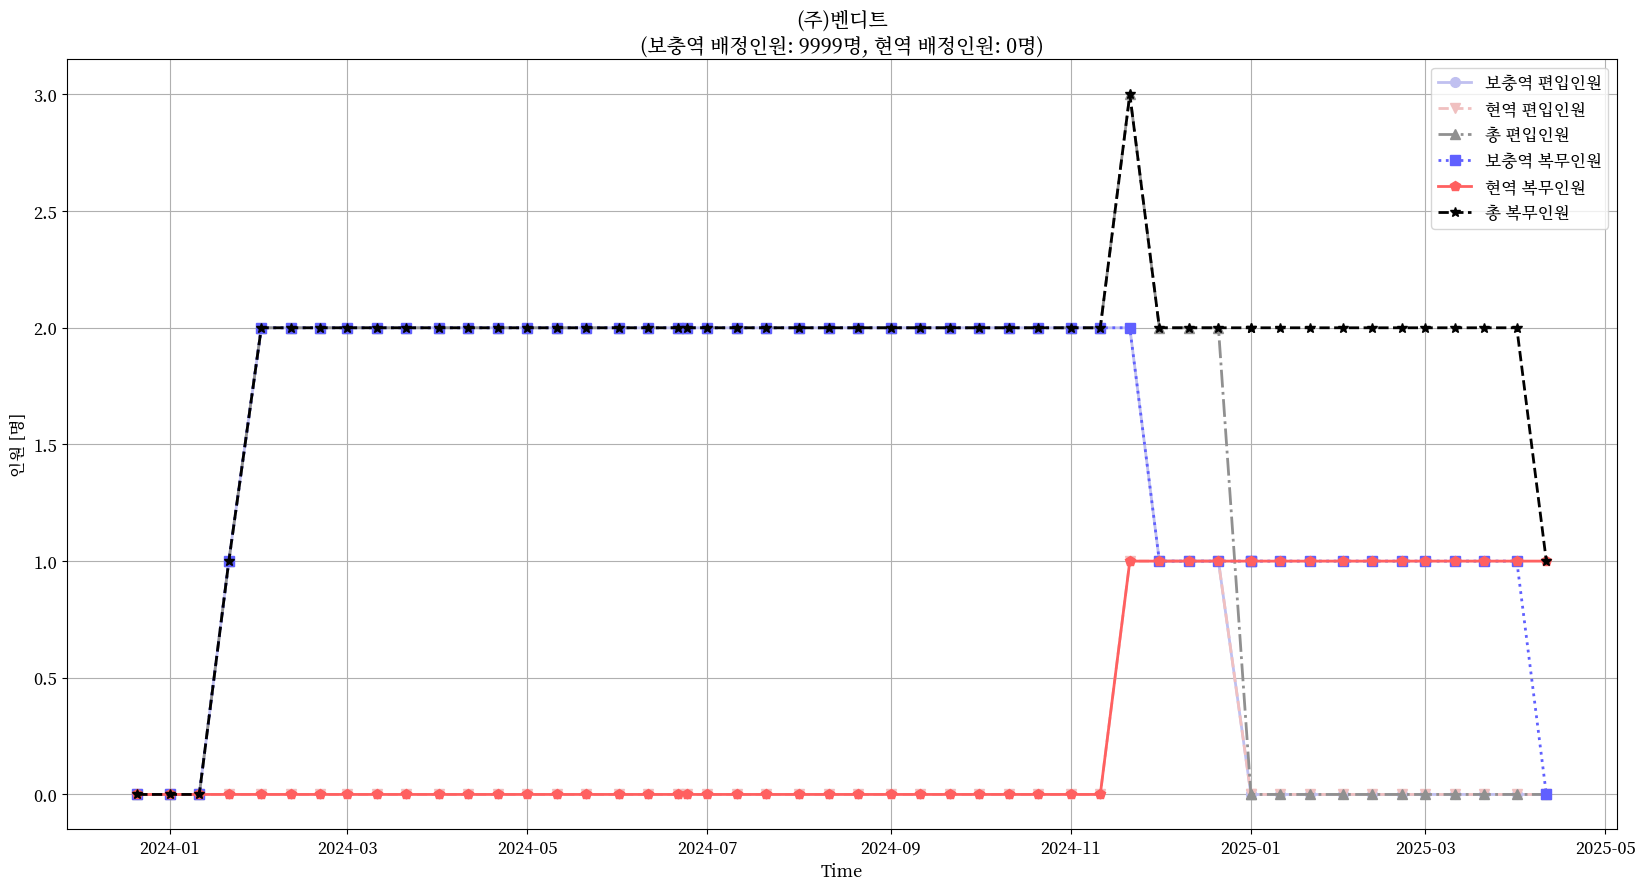 (주)벤디트
(보충역 배정인원: 9999명, 현역 배정인원: 0명)
보충역 편입인원
현역 편입인원
총 편입인원
보충역 복무인원
현역 복무인원
총 복무인원
3.0
2.5
2.0
1.5
1.0
0.5
0.0
인원 [명]
2024-01
2024-03
2024-05
2024-07
2024-09
2024-11
2025-01
2025-03
2025-05
Time